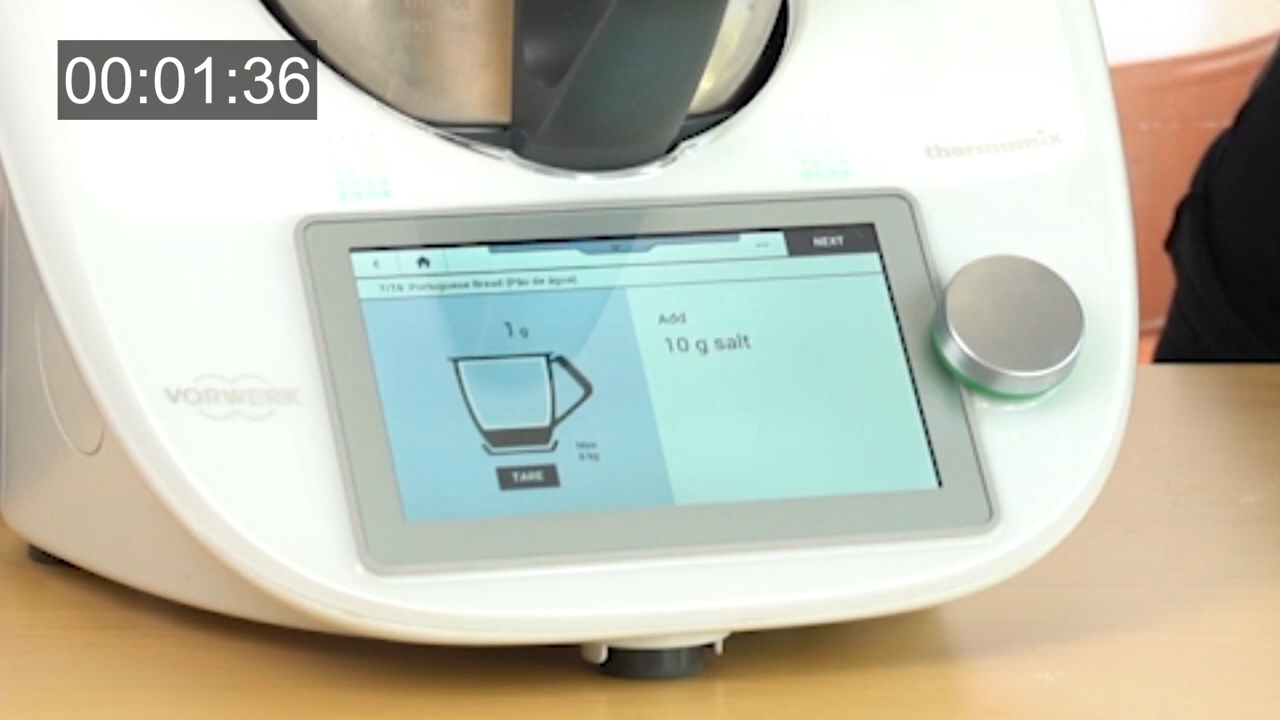 00:01:36
thermomix
NEXT
7/16 Portuguese Bread (Pão de água)
1 g
Add
10 g salt
VORWERK
Max
6 kg
TARE